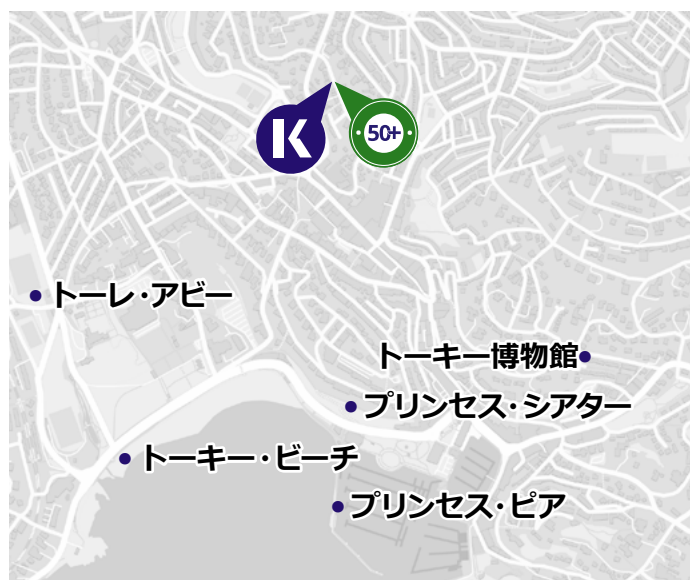 K
50+
トーレ・アビー
トーキー博物館
プリンセス・シアター
トーキー・ビーチ
プリンセス・ピア